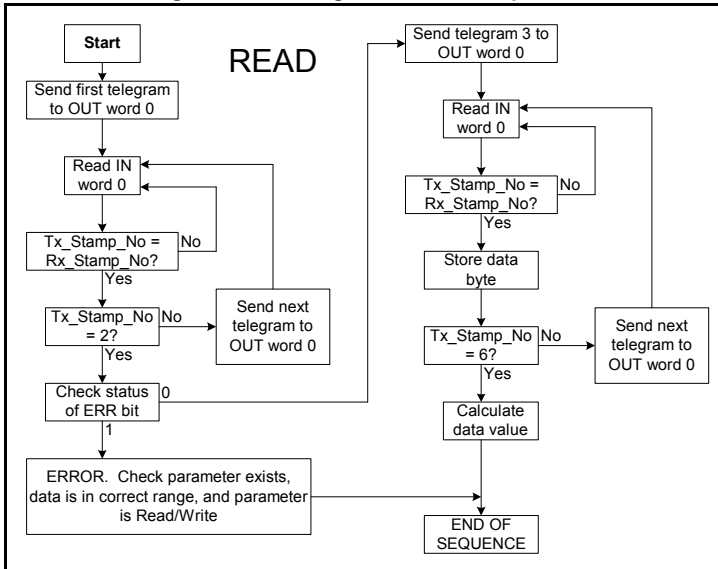 Start
READ
Send first telegram
to OUT word 0
Read IN
word 0
Tx_Stamp_No =
Rx_Stamp_No?
No
Yes
Tx_Stamp_No
= 2?
No
Yes
Send next
telegram to
OUT word 0
Check status
of ERR bit
0
1
ERROR. Check parameter exists,
data is in correct range, and parameter
is Read/Write
Send telegram 3 to
OUT word 0
Read IN
word 0
Tx_Stamp_No =
Rx_Stamp_No?
No
Yes
Store data
byte
Tx_Stamp_No
= 6?
No
Yes
Send next
telegram to
OUT word 0
Calculate
data value
END OF
SEQUENCE